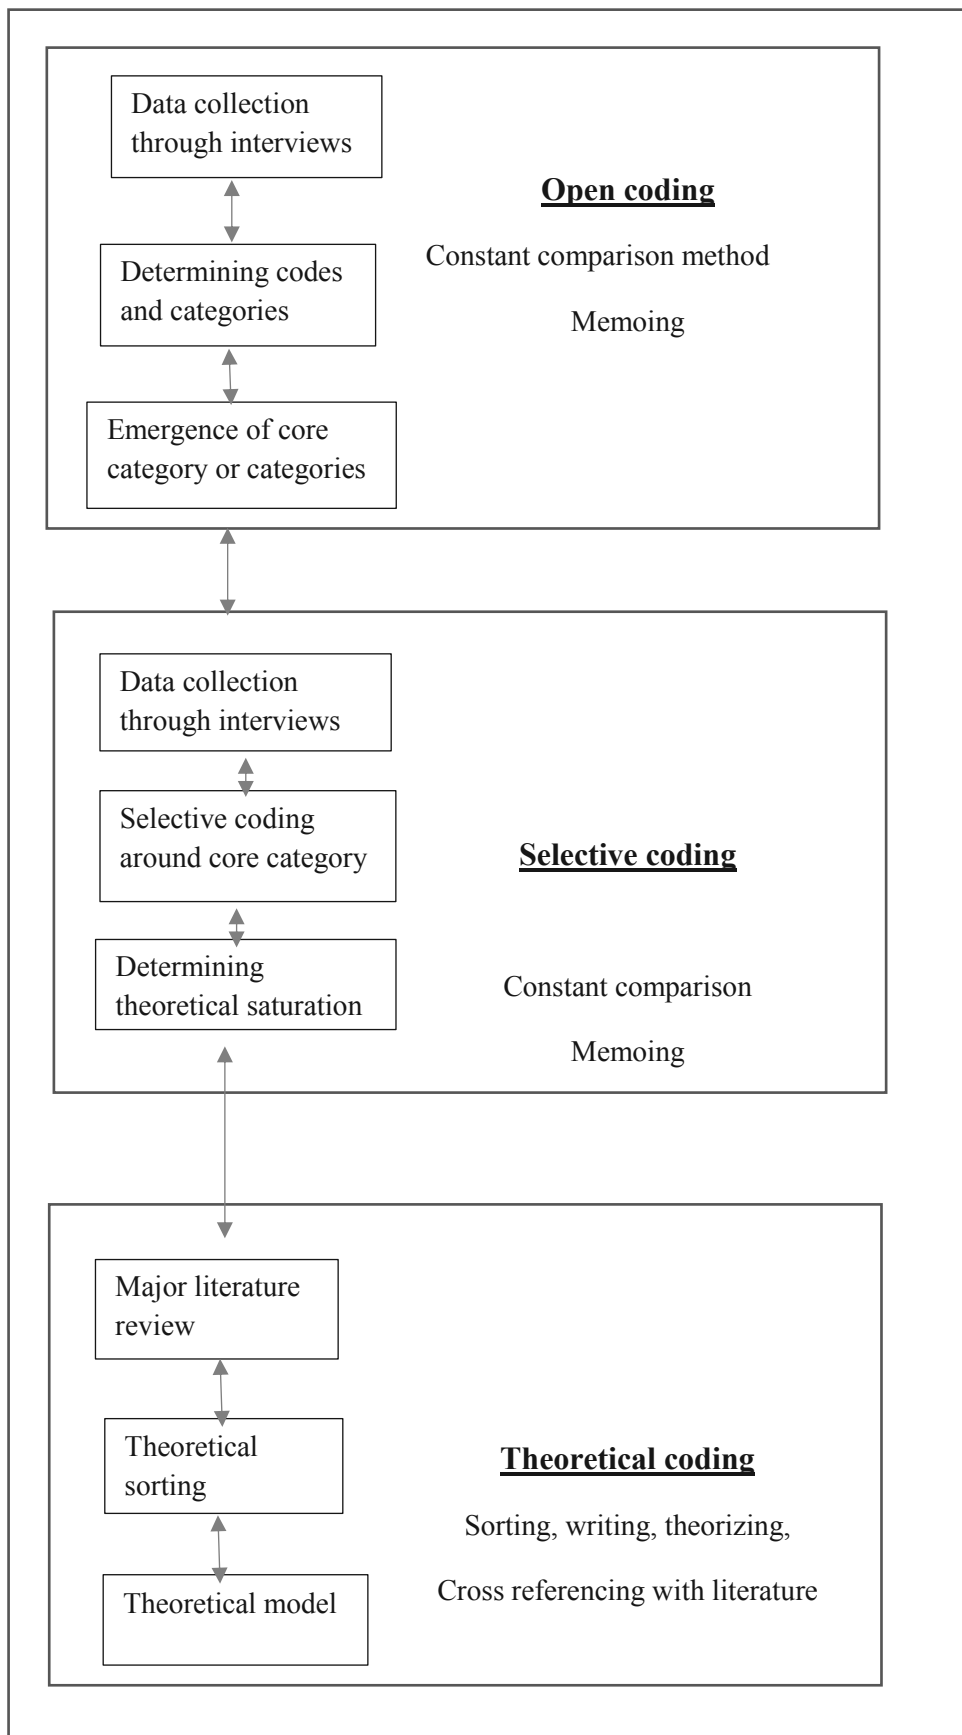 Data collection
through interviews
Open coding
Constant comparison method
Determining codes
and categories
Memoing
Emergence of core
category or categories
Data collection
through interviews
Selective coding
around core category
Selective coding
Determining
theoretical saturation
Constant comparison
Memoing
Major literature
review
Theoretical
sorting
Theoretical coding
Sorting, writing, theorizing,
Cross referencing with literature
Theoretical model